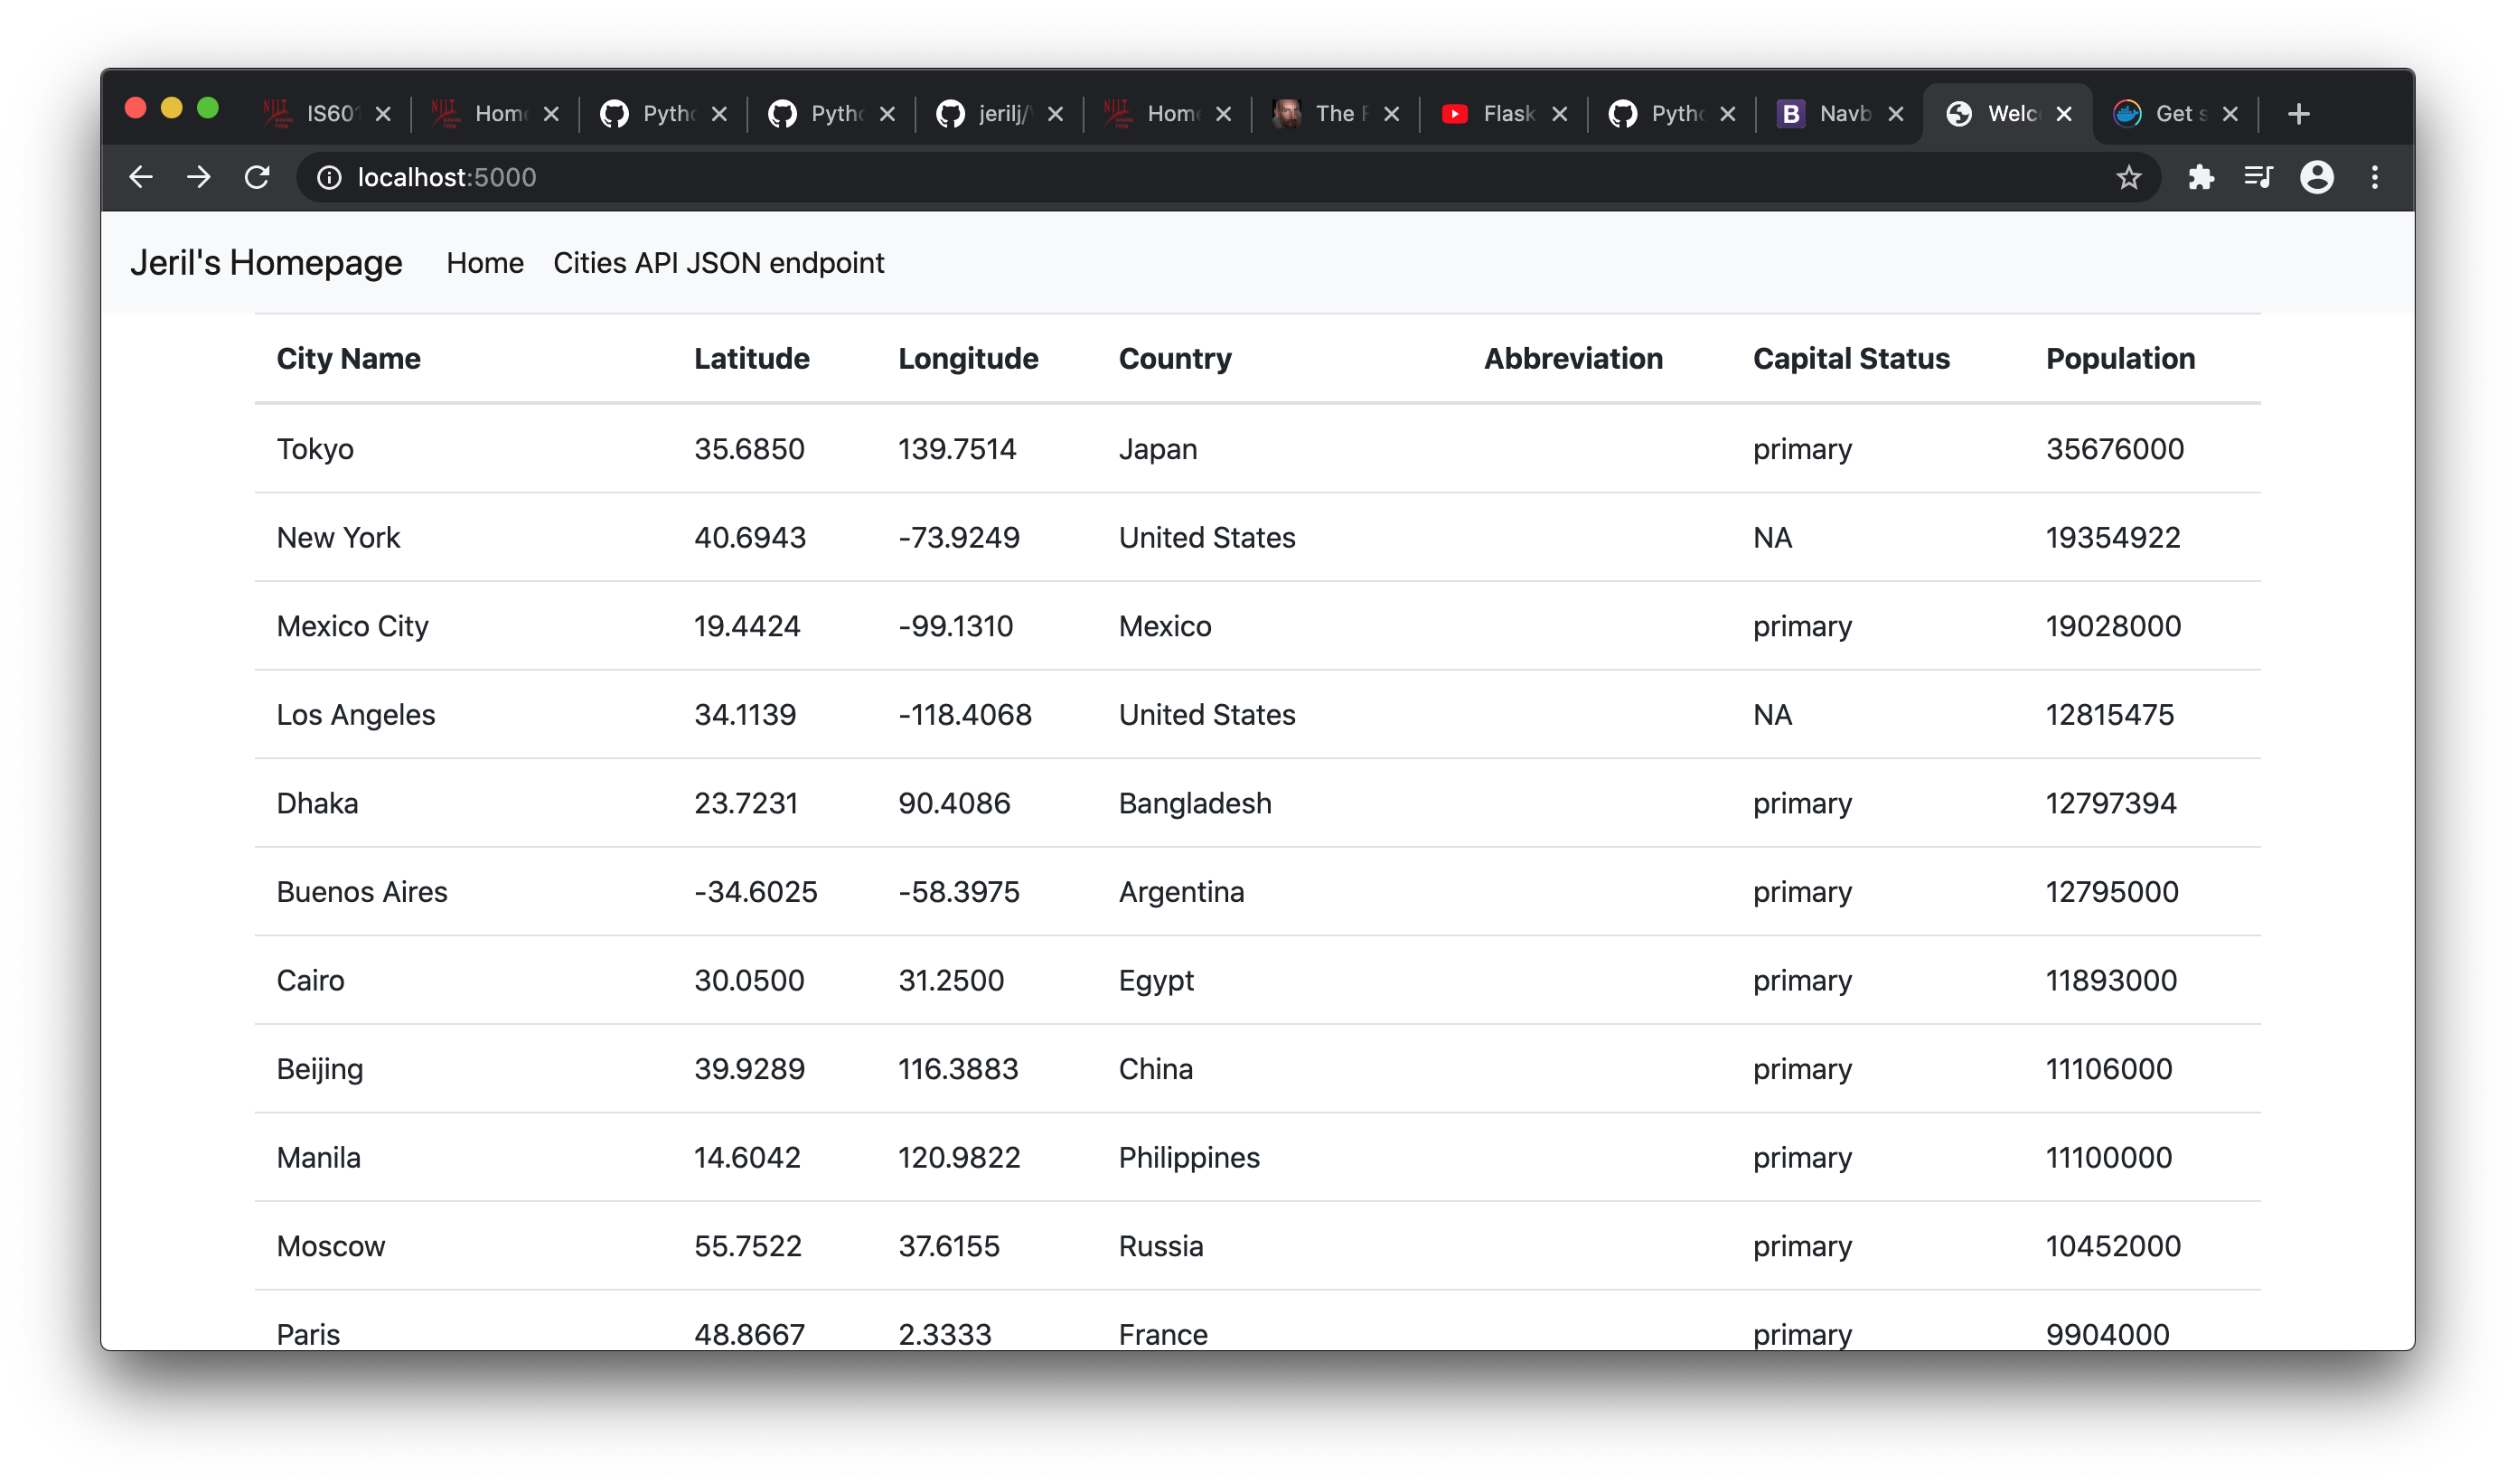 IS601 Home Pytho Pytho jerilj/ Home The Flask Pytho Navb Welc Get s
localhost:5000
Jeril's Homepage Home Cities API JSON endpoint
City Name Latitude Longitude Country Abbreviation Capital Status Population
Tokyo 35.6850 139.7514 Japan primary 35676000
New York 40.6943 -73.9249 United States NA 19354922
Mexico City 19.4424 -99.1310 Mexico primary 19028000
Los Angeles 34.1139 -118.4068 United States NA 12815475
Dhaka 23.7231 90.4086 Bangladesh primary 12797394
Buenos Aires -34.6025 -58.3975 Argentina primary 12795000
Cairo 30.0500 31.2500 Egypt primary 11893000
Beijing 39.9289 116.3883 China primary 11106000
Manila 14.6042 120.9822 Philippines primary 11100000
Moscow 55.7522 37.6155 Russia primary 10452000
Paris 48.8667 2.3333 France primary 9904000